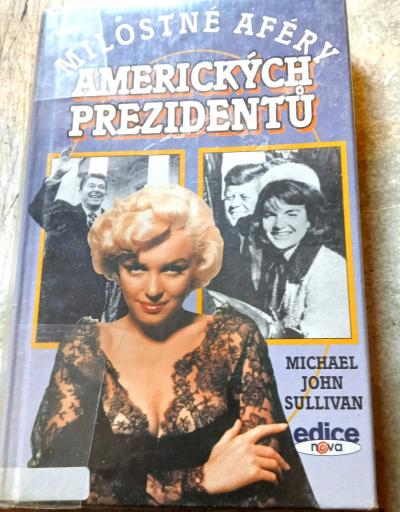 MILOSTNÉ AFÉRY
AMERICKÝCH
PREZIDENTŮ
MICHAEL
JOHN
SULLIVAN
edice
nova